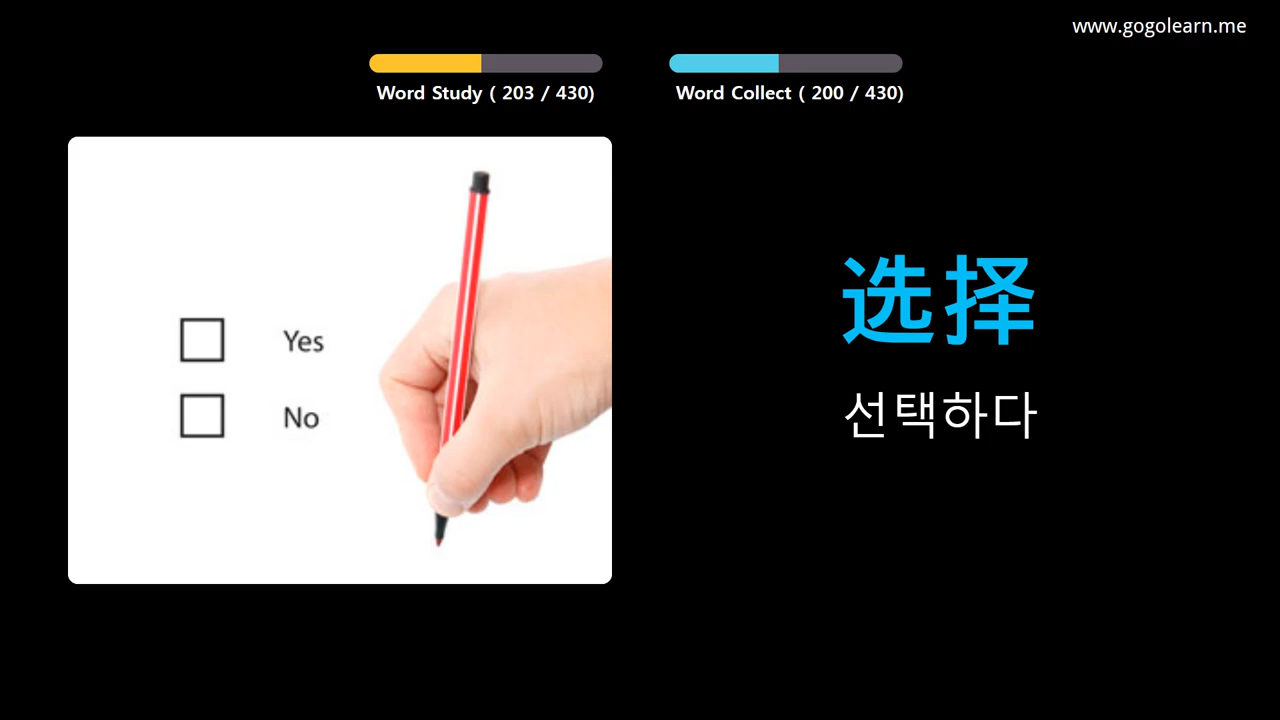 www.gogolearn.me
Word Study ( 203 / 430)
Word Collect ( 200 / 430)
Yes
No
选择
선택하다